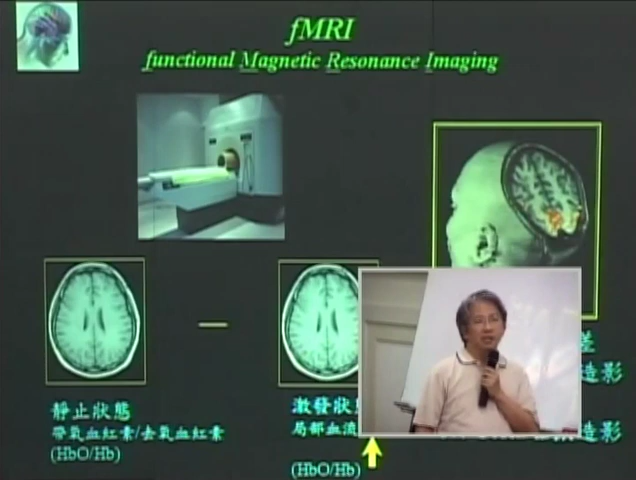 fMRI
functional Magnetic Resonance Imaging
靜止狀態
帶氧血紅素/去氧血紅素
(HbO/Hb)
激發狀
局部血流
(HbO/Hb)
差
造影
造影